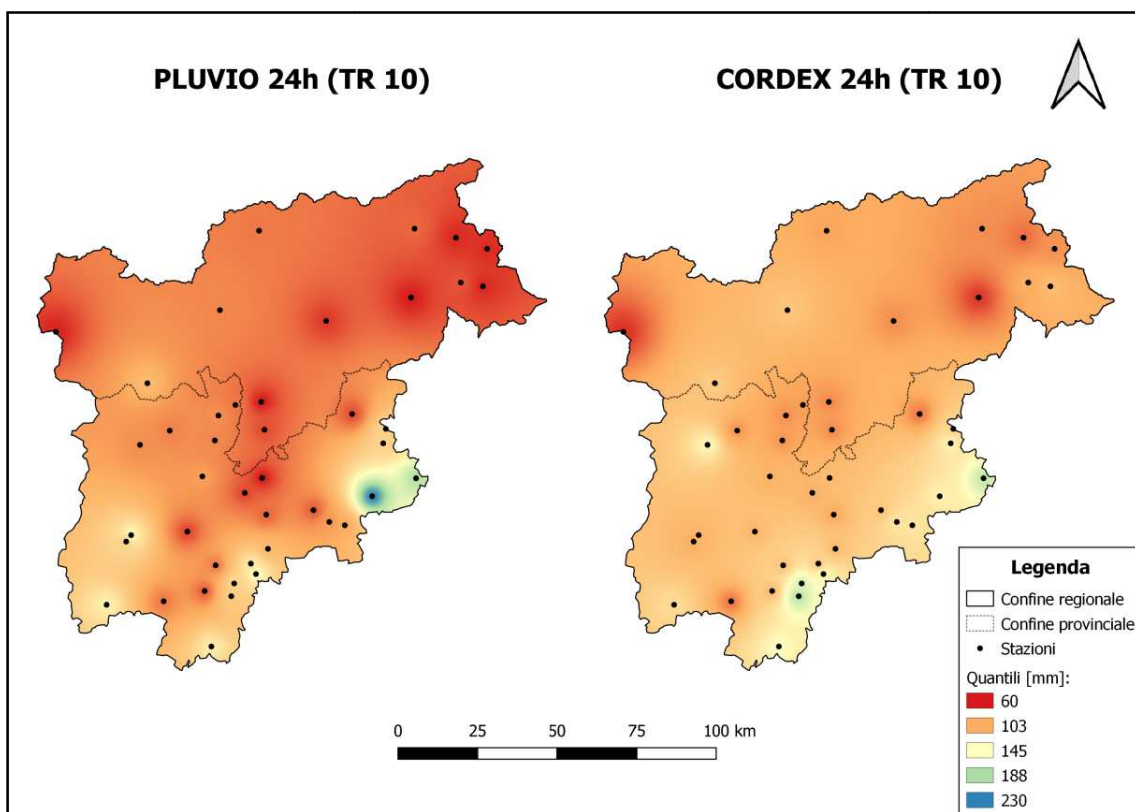 PLUVIO 24h (TR 10)
CORDEX 24h (TR 10)
Legenda
Confine regionale
Confine provinciale
Stazioni
Quantili [mm]:
60
103
145
188
230
0 25 50 75 100 km